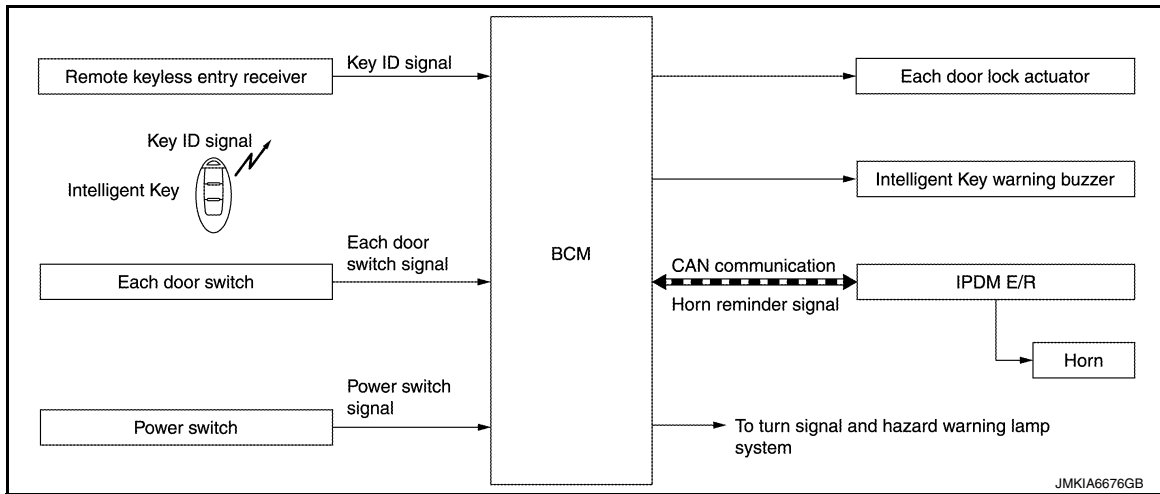 Remote keyless entry receiver
Key ID signal
Each door lock actuator
Key ID signal
Intelligent Key
Intelligent Key warning buzzer
Each door
switch signal
BCM
Each door switch
CAN communication
Horn reminder signal
IPDM E/R
Horn
Power switch
signal
Power switch
To turn signal and hazard warning lamp
system
JMKIA6676GB